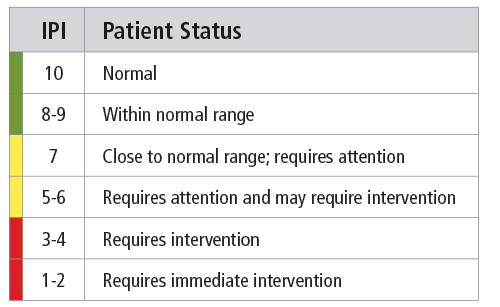 IPI Patient Status
10 Normal
8-9 Within normal range
7 Close to normal range; requires attention
5-6 Requires attention and may require intervention
3-4 Requires intervention
1-2 Requires immediate intervention